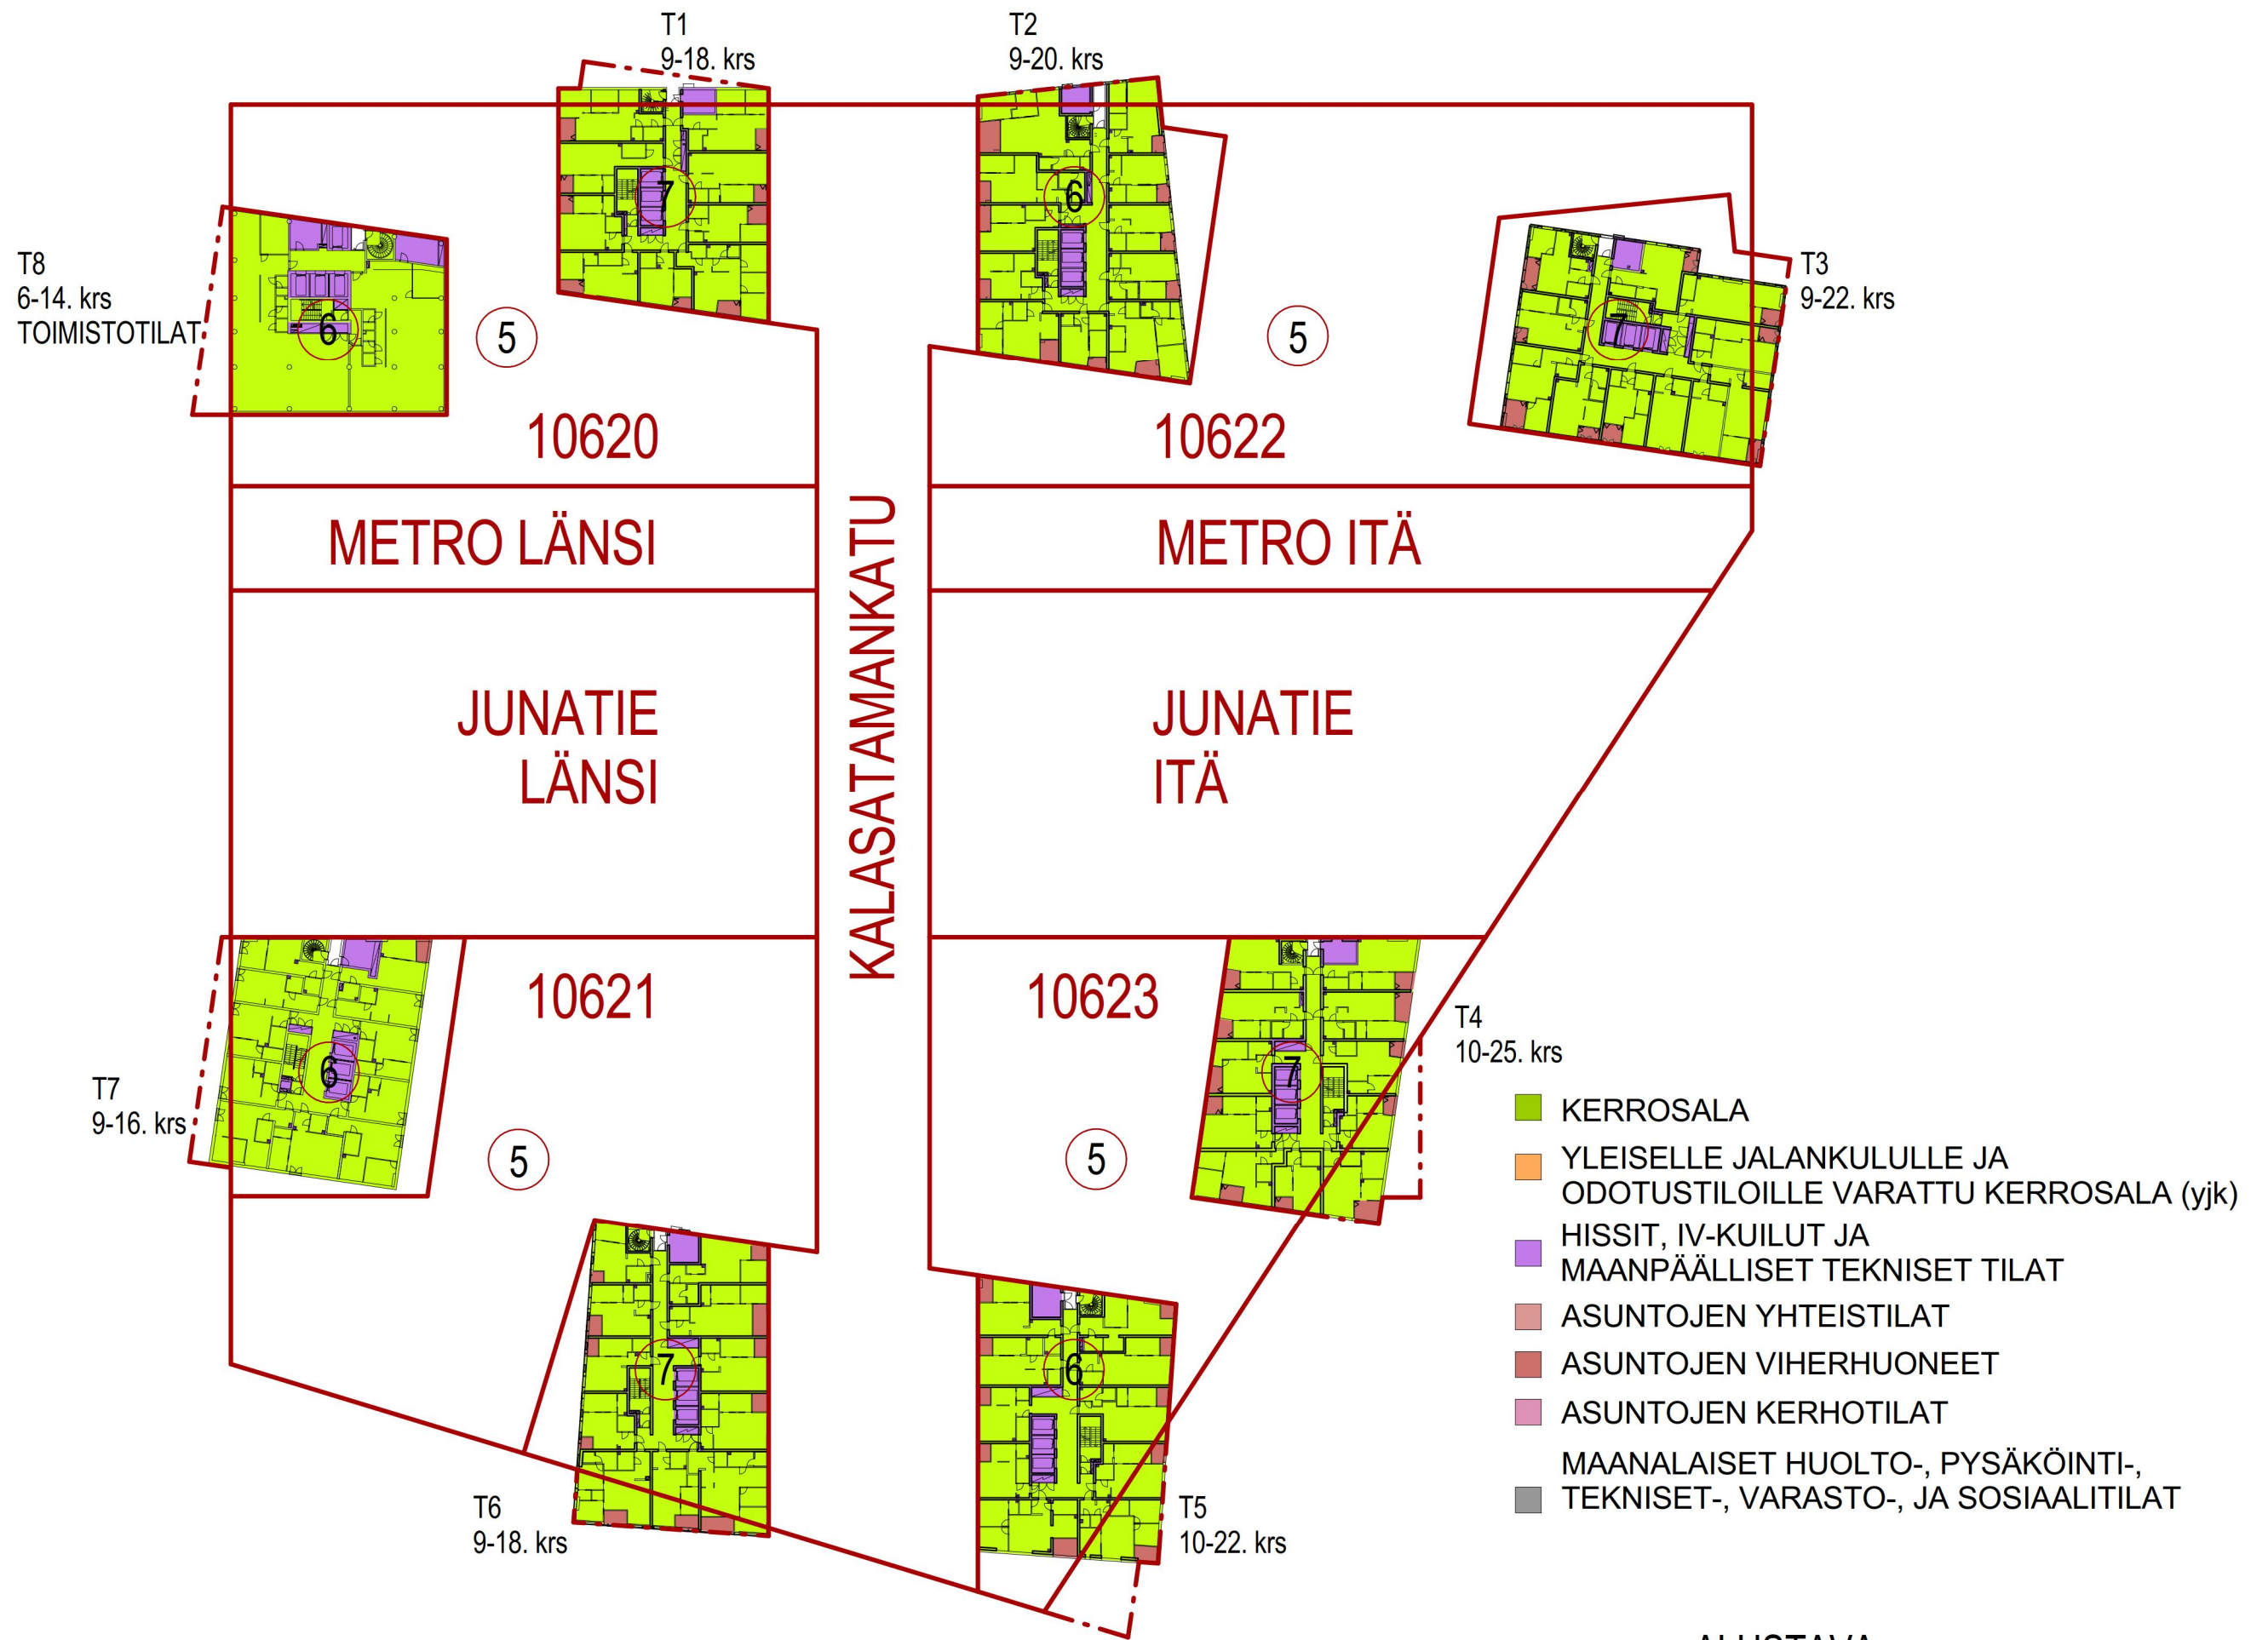 T1
9-18. krs
T2
9-20. krs
T8
6-14. krs
TOIMISTOTILAT
T3
9-22. krs
7
6
6
5
5
7
10620
10622
METRO LÄNSI
METRO ITÄ
KALASATAMANKATU
JUNATIE
LÄNSI
JUNATIE
ITÄ
10621
10623
T7
9-16. krs
6
5
5
7
T4
10-25. krs
7
6
T6
9-18. krs
T5
10-22. krs
KERROSALA
YLEISELLE JALANKULULLE JA
ODOTUSTILOILLE VARATTU KERROSALA (yjk)
HISSIT, IV-KUILUT JA
MAANPÄÄLLISET TEKNISET TILAT
ASUNTOJEN YHTEISTILAT
ASUNTOJEN VIHERHUONEET
ASUNTOJEN KERHOTILAT
MAANALAISET HUOLTO-, PYSÄKÖINTI-,
TEKNISET-, VARASTO-, JA SOSIAALITILAT